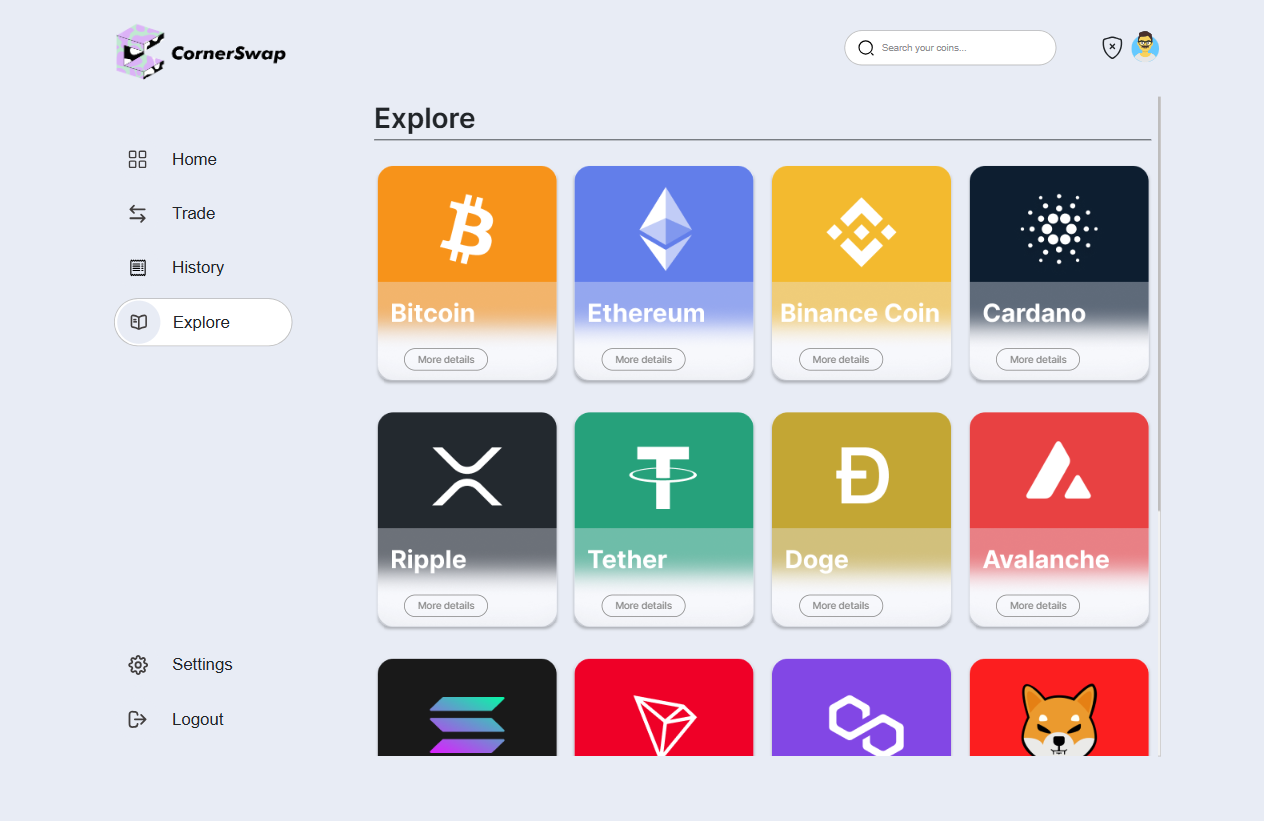 CornerSwap
Search your coins...
Explore
Home
Trade
History
Explore
Settings
Logout
Bitcoin
More details
Ethereum
More details
Binance Coin
More details
Cardano
More details
Ripple
More details
Tether
More details
Doge
More details
Avalanche
More details